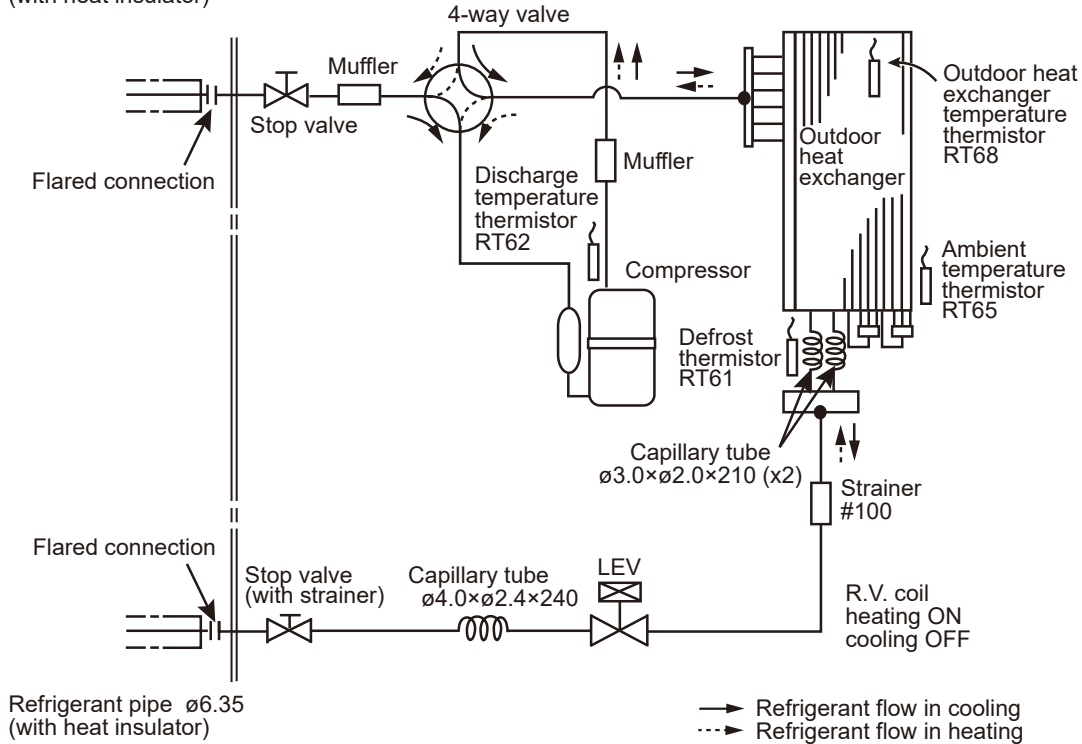 (with heat insulator)
4-way valve
Muffler
Stop valve
Flared connection
Outdoor heat
exchanger
temperature
thermistor
RT68
Outdoor
heat
exchanger
Muffler
Discharge
temperature
thermistor
RT62
Compressor
Ambient
temperature
thermistor
RT65
Defrost
thermistor
RT61
Capillary tube
ø3.0×ø2.0×210 (x2)
Strainer
#100
Flared connection
Stop valve
(with strainer)
Capillary tube
ø4.0×ø2.4×240
LEV
R.V. coil
heating ON
cooling OFF
Refrigerant pipe ø6.35
(with heat insulator)
Refrigerant flow in cooling
Refrigerant flow in heating